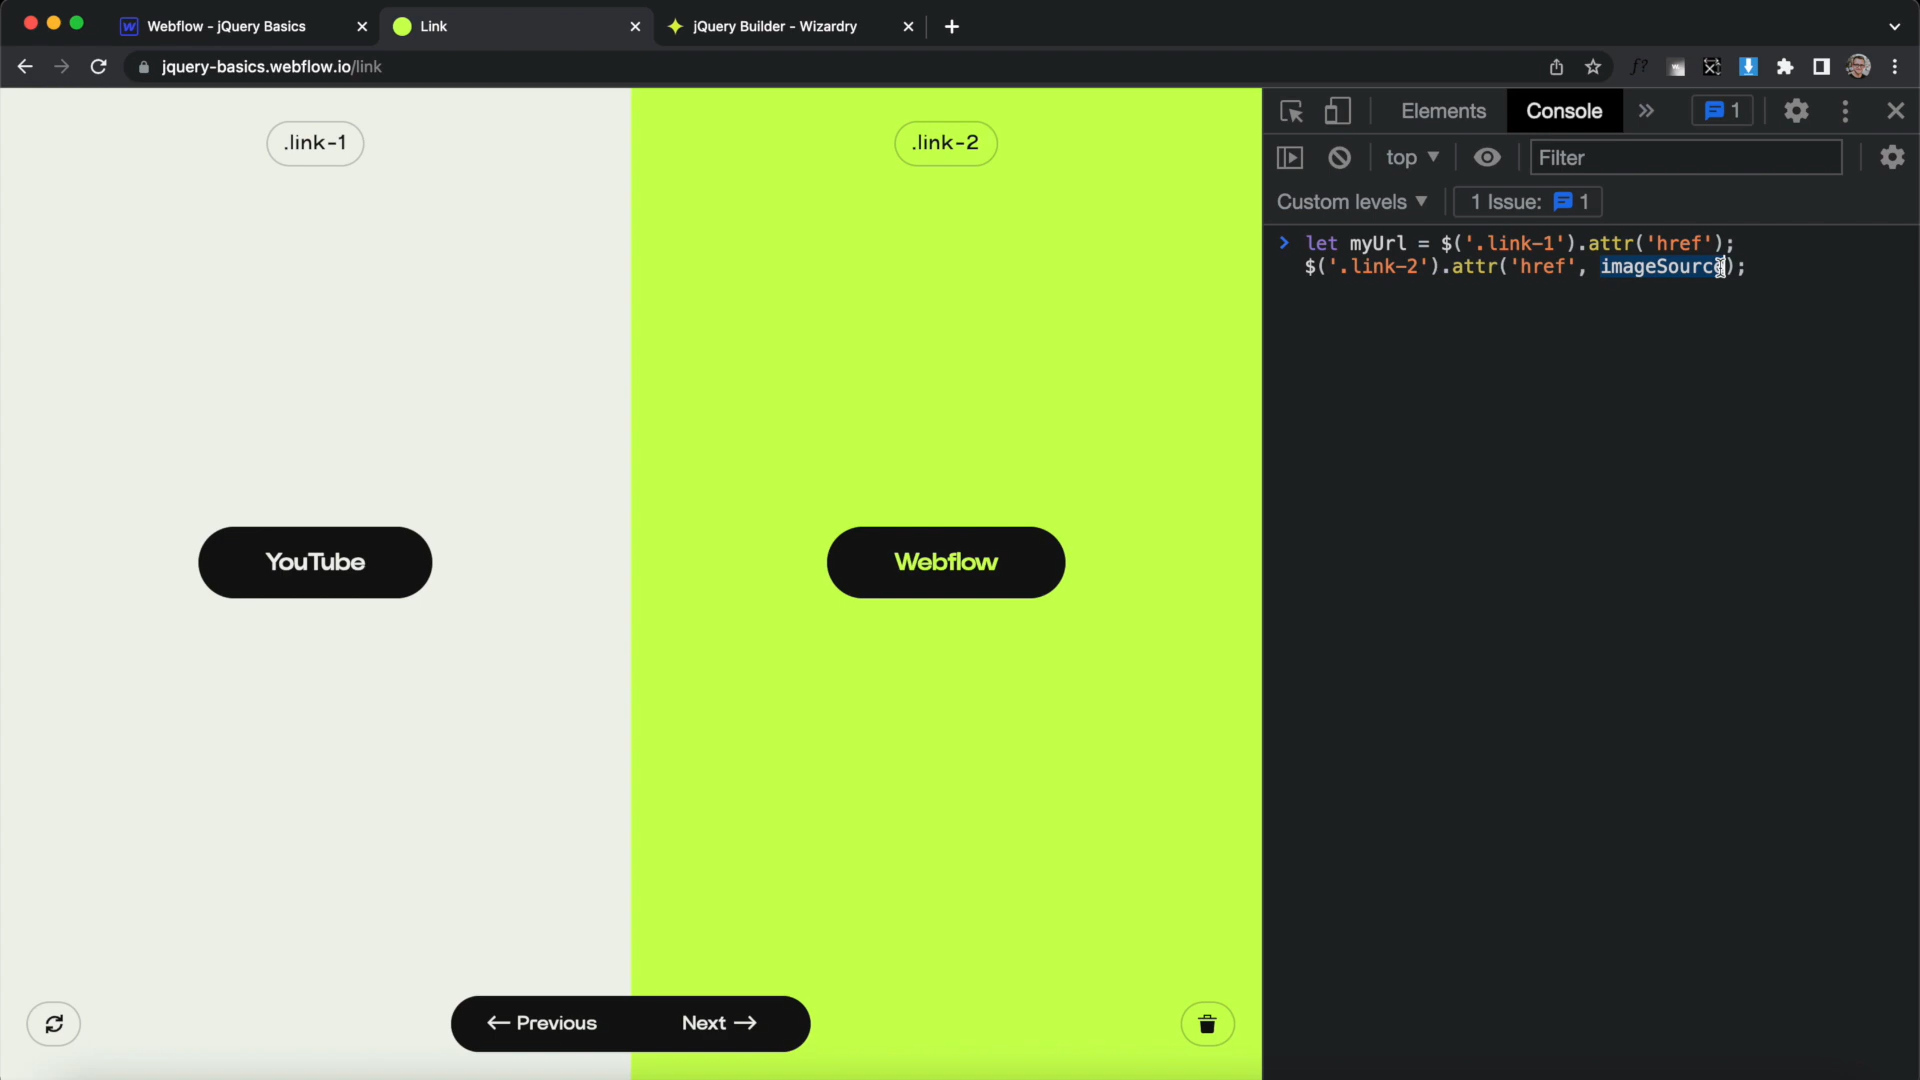 Webflow - jQuery Basics
Link
jQuery Builder - Wizardry
jquery-basics.webflow.io/link
f?
.link-1
.link-2
YouTube
Webflow
← Previous
Next →
Elements
Console
1
top
Filter
Custom levels
1 Issue: 1
let myUrl = $('.link-1').attr('href');
$('.link-2').attr('href', imageSource);